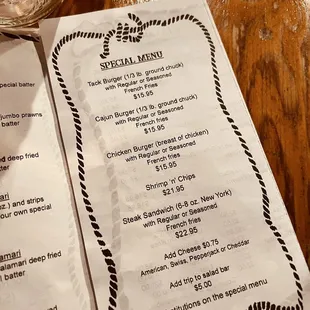 special batter
jumbo prawns
batter
and deep fried
amari
oz.) and strips
our own special
amari
calamari deep fried
batter
SPECIAL MENU
Tack Burger (1/3 lb. ground chuck)
with Regular or Seasoned
French Fries
$15.95
Cajun Burger (1/3 lb. ground chuck)
with Regular or Seasoned
French fries
$15.95
Chicken Burger (breast of chicken)
with Regular or Seasoned
French fries
$15.95
Shrimp 'n' Chips
$21.95
Steak Sandwich (6-8 oz. New York)
with Regular or Seasoned
French fries
$22.95
Add Cheese $0.75
American, Swiss, Pepperjack or Cheddar
Add trip to salad bar
$5.00
on the special menu